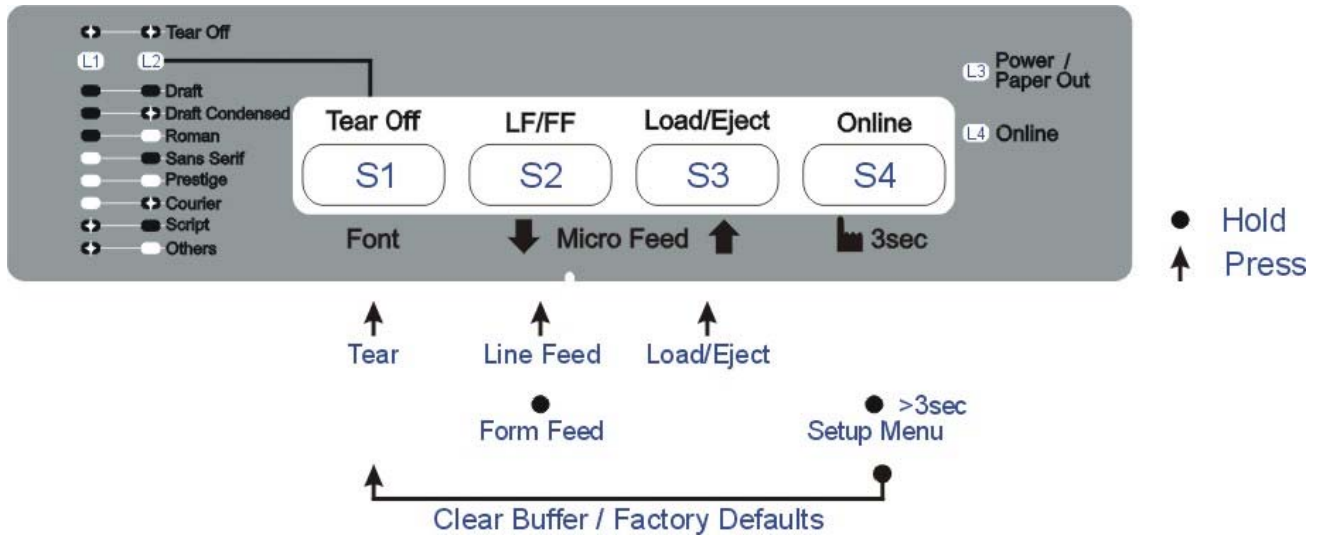 Tear Off
L1 L2
Draft
Draft Condensed
Roman
Sans Serif
Prestige
Courier
Script
Others
Tear Off LF/FF Load/Eject Online
S1 S2 S3 S4
Font Micro Feed 3sec
L3 Power /
Paper Out
L4 Online
Hold
Press
Tear Line Feed Load/Eject
>3sec
Form Feed Setup Menu
Clear Buffer / Factory Defaults